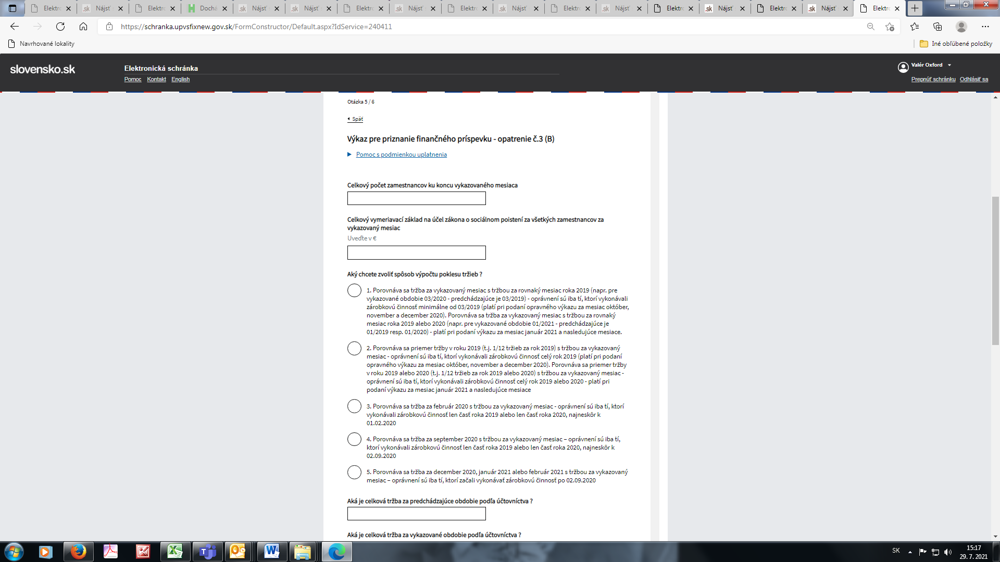 Elektro
Nájsť s
Elektro
Dochá
Nájsť s
Nájsť s
Elektro
Nájsť s
Elektro
Nájsť
Elektro
Nájsť
Elektro
Nájsť
Elektro
Nájsť
Elektro
https://schranka.upvsfixnew.gov.sk/FormConstructor/Default.aspx?IdService=240411
Navrhované lokality
Iné obľúbené položky
slovensko.sk
Elektronická schránka
Pomoc Kontakt English
Valér Oxford
Prepnúť schránku Odhlásiť sa
Otázka 5 / 6
Späť
Výkaz pre priznanie finančného príspevku - opatrenie č.3 (B)
Pomoc s podmienkou uplatnenia
Celkový počet zamestnancov ku koncu vykazovaného mesiaca
Celkový vymeriavací základ na účel zákona o sociálnom poistení za všetkých zamestnancov za
vykazovaný mesiac
Uveďte v €
Aký chcete zvoliť spôsob výpočtu poklesu tržieb ?
1. Porovnáva sa tržba za vykazovaný mesiac s tržbou za rovnaký mesiac roka 2019 (napr. pre
vykazované obdobie 03/2020 - predchádzajúce je 03/2019) - oprávnení sú iba tí, ktorí vykonávali
zárobkovú činnosť minimálne od 03/2019 (platí pri podaní opravného výkazu za mesiac október,
november a december 2020). Porovnáva sa tržba za vykazovaný mesiac s tržbou za rovnaký
mesiac roka 2019 alebo 2020 (napr. pre vykazované obdobie 01/2021 - predchádzajúce je
01/2019 resp. 01/2020) - platí pri podaní výkazu za mesiac január 2021 a nasledujúce mesiace.
2. Porovnáva sa priemer tržby v roku 2019 (t.j. 1/12 tržieb za rok 2019) s tržbou za vykazovaný
mesiac - oprávnení sú iba tí, ktorí vykonávali zárobkovú činnosť celý rok 2019 (platí pri podaní
opravného výkazu za mesiac október, november a december 2020). Porovnáva sa priemer tržby
v roku 2019 alebo 2020 (t.j. 1/12 tržieb za rok 2019 alebo 2020) s tržbou za vykazovaný mesiac -
oprávnení sú iba tí, ktorí vykonávali zárobkovú činnosť celý rok 2019 alebo 2020 - platí pri
podaní výkazu za mesiac január 2021 a nasledujúce mesiace
3. Porovnáva sa tržba za február 2020 s tržbou za vykazovaný mesiac - oprávnení sú iba tí, ktorí
vykonávali zárobkovú činnosť len časť roka 2019 alebo len časť roka 2020, najneskôr k
01.02.2020
4. Porovnáva sa tržba za september 2020 s tržbou za vykazovaný mesiac – oprávnení sú iba tí,
ktorí vykonávali zárobkovú činnosť len časť roka 2019 alebo len časť roka 2020, najneskôr k
02.09.2020
5. Porovnáva sa tržba za december 2020, január 2021 alebo február 2021 s tržbou za vykazovaný
mesiac – oprávnení sú iba tí, ktorí začali vykonávať zárobkovú činnosť po 02.09.2020
Aká je celková tržba za predchádzajúce obdobie podľa účtovníctva ?
Aká je celková tržba za vykazované obdobie podľa účtovníctva ?
SK
15:17
29. 7. 2021